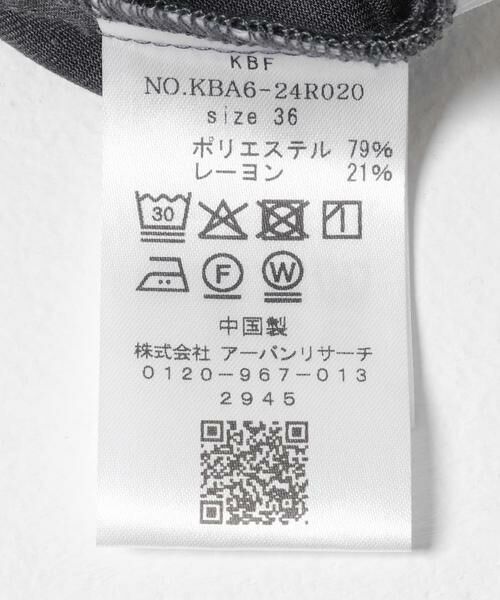 KBF
NO.KBA6-24R020
size 36
ポリエステル 79%
レーヨン 21%
30
F W
中国製
株式会社 アーバンリサーチ
0120-967-013
2945